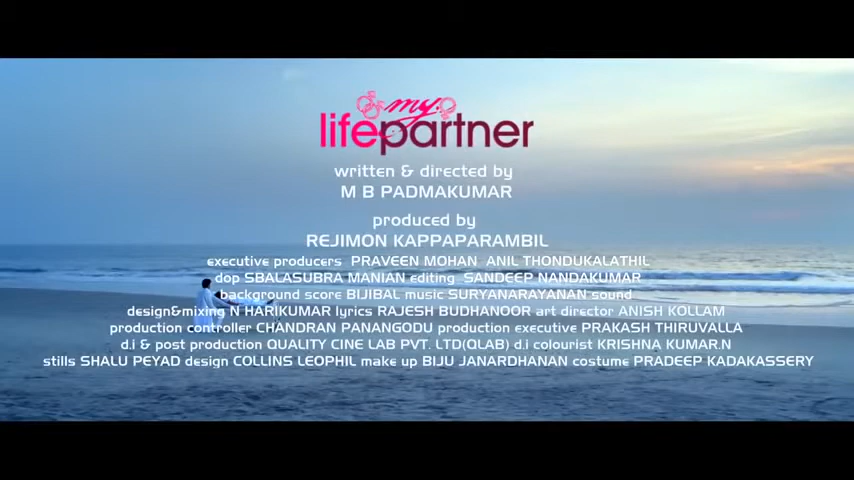 my
lifepartner
written & directed by
M B PADMAKUMAR
produced by
REJIMON KAPPAPARAMBIL
executive producers PRAVEEN MOHAN ANIL THONDUKALATHIL
dop SBALASUBRA MANIAN editing SANDEEP NANDAKUMAR
background score BIJIBAL music SURYANARAYANAN sound
design&mixing N HARIKUMAR lyrics RAJESH BUDHANOOR art director ANISH KOLLAM
production controller CHANDRAN PANANGODU production executive PRAKASH THIRUVALLA
d.i & post production QUALITY CINE LAB PVT. LTD(QLAB) d.i colourist KRISHNA KUMAR.N
stills SHALU PEYAD design COLLINS LEOPHIL make up BIJU JANARDHANAN costume PRADEEP KADAKASSERY